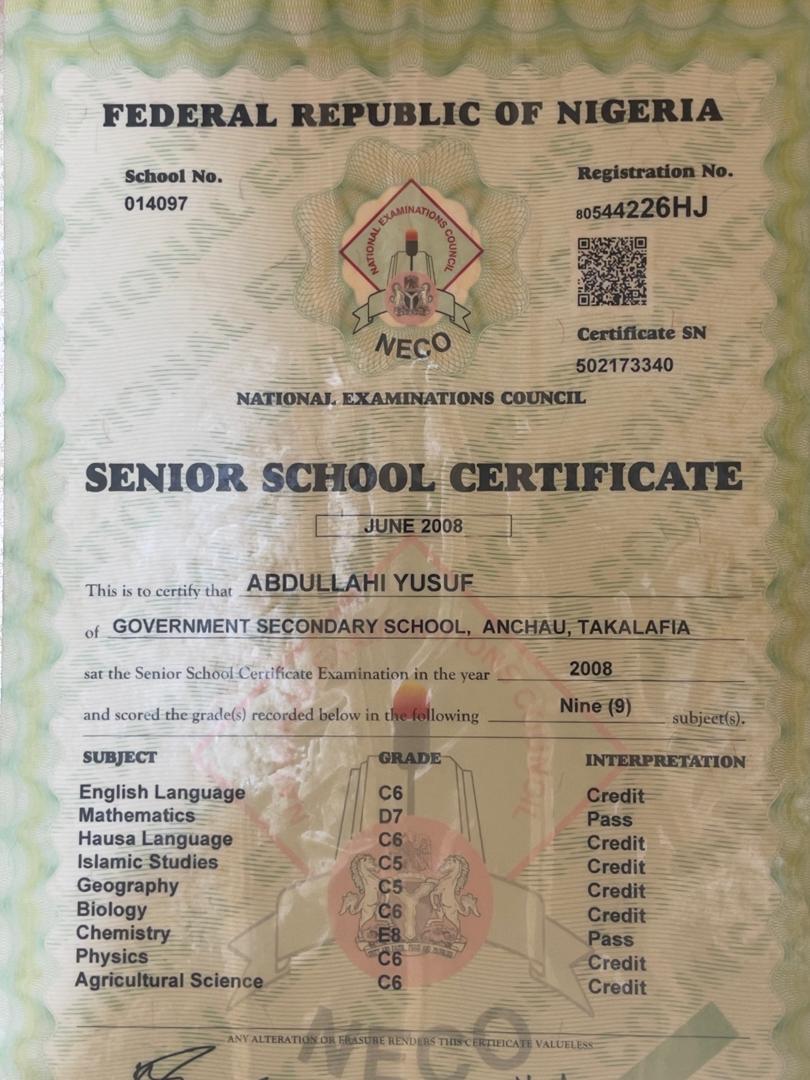 FEDERAL REPUBLIC OF NIGERIA
School No.
014097
Registration No.
80544226HJ
NATIONAL EXAMINATIONS COUNCIL
NECO
Certificate SN
502173340
NATIONAL EXAMINATIONS COUNCIL
SENIOR SCHOOL CERTIFICATE
JUNE 2008
This is to certify that ABDULLAHI YUSUF
of GOVERNMENT SECONDARY SCHOOL, ANCHAU, TAKALAFIA
sat the Senior School Certificate Examination in the year 2008
and scored the grade(s) recorded below in the following Nine (9) subject(s).
SUBJECT GRADE INTERPRETATION
English Language C6 Credit
Mathematics D7 Pass
Hausa Language C6 Credit
Islamic Studies C5 Credit
Geography C5 Credit
Biology C6 Credit
Chemistry E8 Pass
Physics C6 Credit
Agricultural Science C6 Credit
NECO
ANY ALTERATION OR ERASURE RENDERS THIS CERTIFICATE VALUELESS